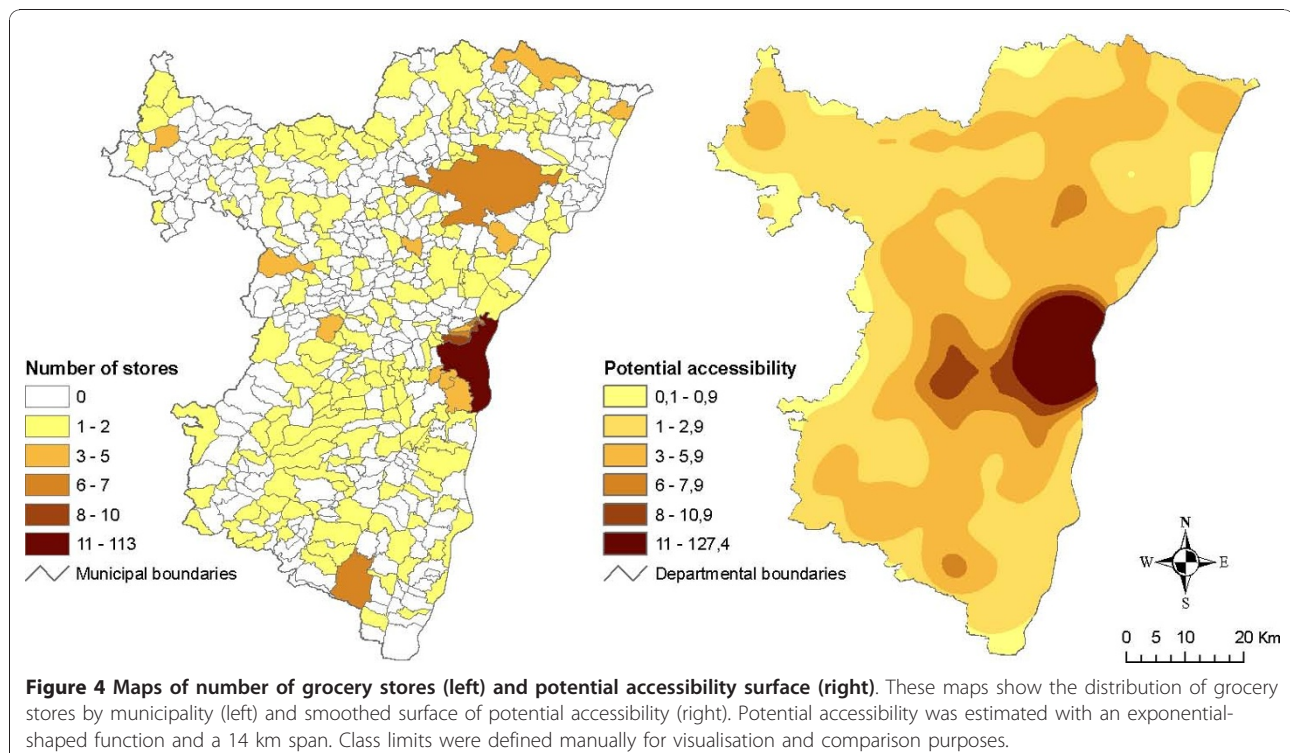 Number of stores
0
1 - 2
3 - 5
6 - 7
8 - 10
11 - 113
Municipal boundaries
Potential accessibility
0,1 - 0,9
1 - 2,9
3 - 5,9
6 - 7,9
8 - 10,9
11 - 127,4
Departmental boundaries
N
W E
S
0 5 10 20 Km
Figure 4 Maps of number of grocery stores (left) and potential accessibility surface (right). These maps show the distribution of grocery
stores by municipality (left) and smoothed surface of potential accessibility (right). Potential accessibility was estimated with an exponential-
shaped function and a 14 km span. Class limits were defined manually for visualisation and comparison purposes.